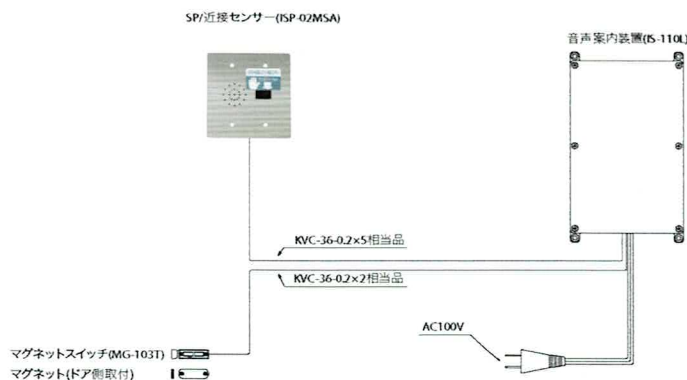 SP/近接センサー(ISP-02MSA)
音声案内装置(IS-110L)
KVC-36-0.2×5相当品
KVC-36-0.2×2相当品
AC100V
マグネットスイッチ(MG-103T)
マグネット(ドア側取付)